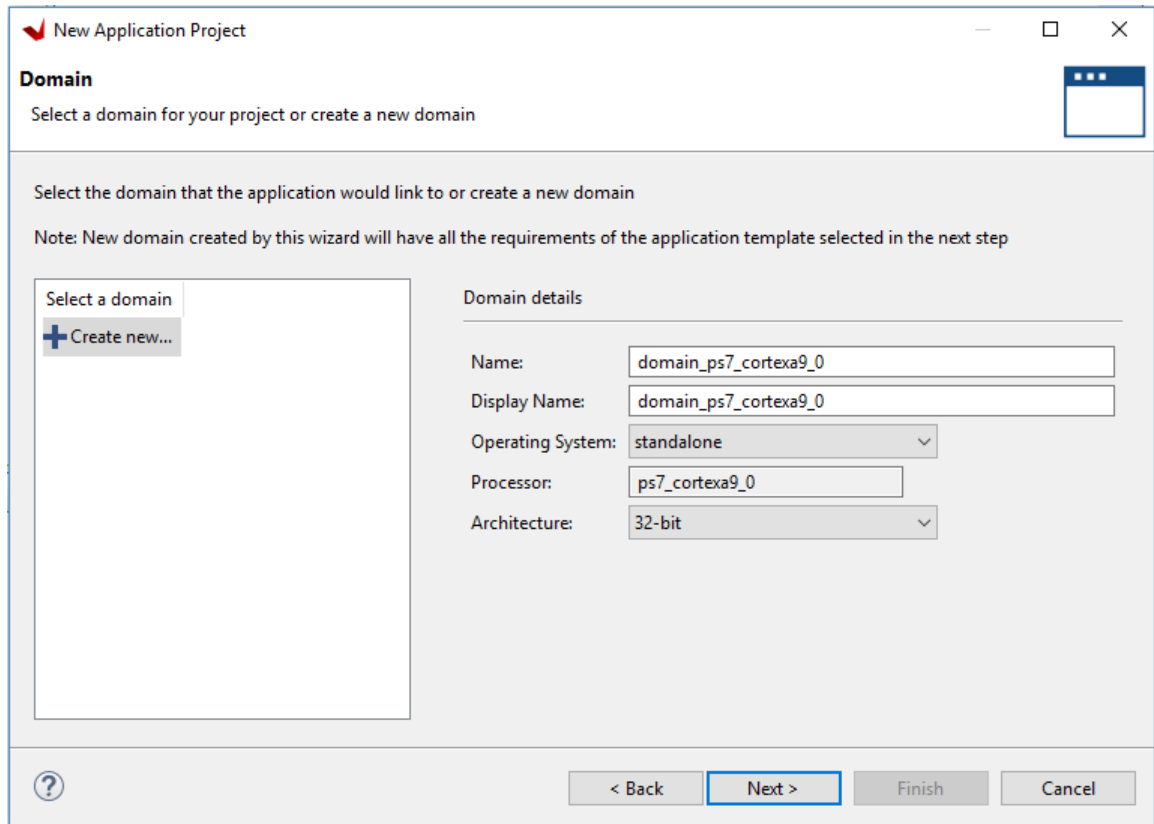 New Application Project
Domain
Select a domain for your project or create a new domain
Select the domain that the application would link to or create a new domain
Note: New domain created by this wizard will have all the requirements of the application template selected in the next step
Select a domain
Create new...
Domain details
Name: domain_ps7_cortexa9_0
Display Name: domain_ps7_cortexa9_0
Operating System: standalone
Processor: ps7_cortexa9_0
Architecture: 32-bit
?
< Back Next > Finish Cancel